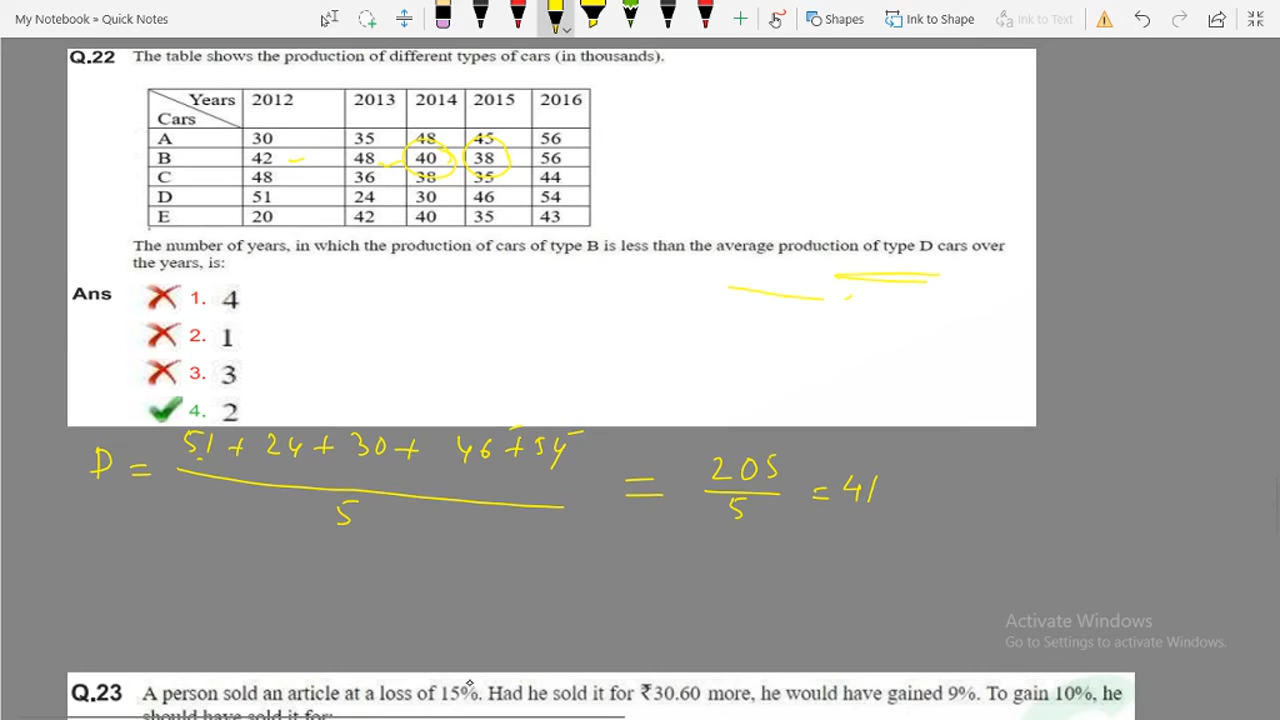 My Notebook » Quick Notes
Shapes Ink to Shape Ink to Text
Q.22 The table shows the production of different types of cars (in thousands).
Years 2012 2013 2014 2015 2016
Cars
A 30 35 48 45 56
B 42 48 40 38 56
C 48 36 38 35 44
D 51 24 30 46 54
E 20 42 40 35 43
The number of years, in which the production of cars of type B is less than the average production of type D cars over
the years, is:
Ans
1. 4
2. 1
3. 3
4. 2
D = 51 + 24 + 30 + 46 + 54 = 205 = 41
5 5
Activate Windows
Go to Settings to activate Windows.
Q.23 A person sold an article at a loss of 15%. Had he sold it for ₹30.60 more, he would have gained 9%. To gain 10%, he
should have sold it for: